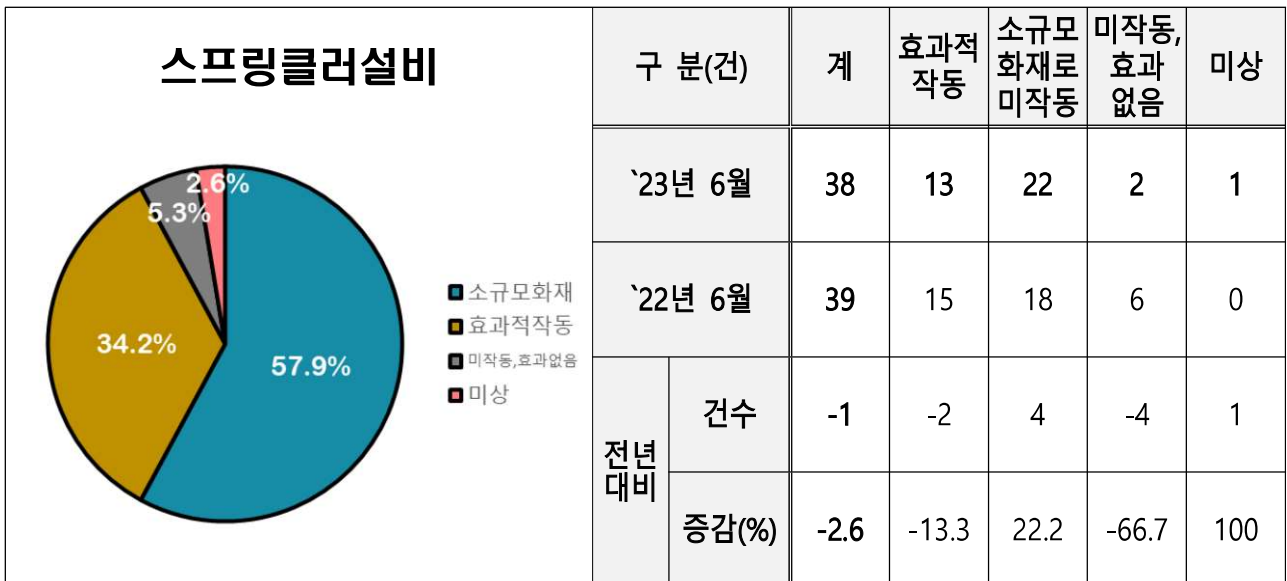 스프링클러설비
2.6%
5.3%
34.2%
57.9%
소규모화재
효과적작동
미작동,효과없음
미상
구 분(건) 계 효과적 작동 소규모 화재로 미작동 미작동, 효과 없음 미상
`23년 6월 38 13 22 2 1
`22년 6월 39 15 18 6 0
전년 대비 건수 -1 -2 4 -4 1
증감(%) -2.6 -13.3 22.2 -66.7 100